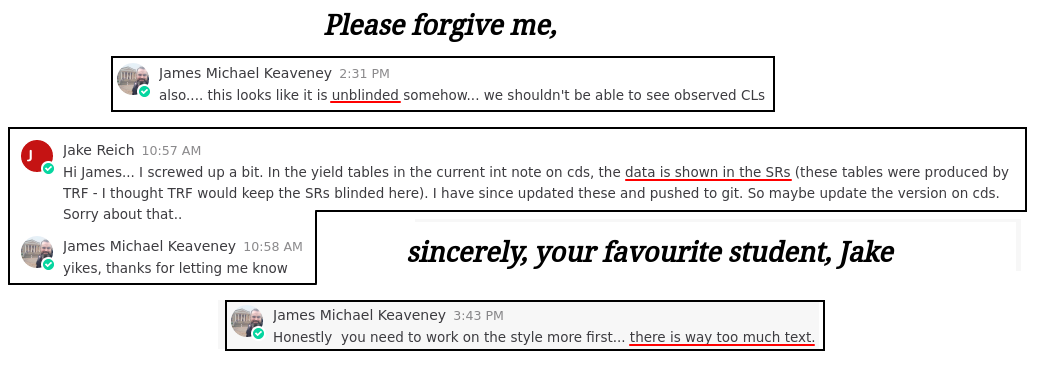 Please forgive me,
James Michael Keaveney 2:31 PM
also.... this looks like it is unblinded somehow... we shouldn't be able to see observed CLs
J
Jake Reich 10:57 AM
Hi James... I screwed up a bit. In the yield tables in the current int note on cds, the data is shown in the SRs (these tables were produced by
TRF - I thought TRF would keep the SRs blinded here). I have since updated these and pushed to git. So maybe update the version on cds.
Sorry about that..
James Michael Keaveney 10:58 AM
yikes, thanks for letting me know
sincerely, your favourite student, Jake
James Michael Keaveney 3:43 PM
Honestly  you need to work on the style more first... there is way too much text.